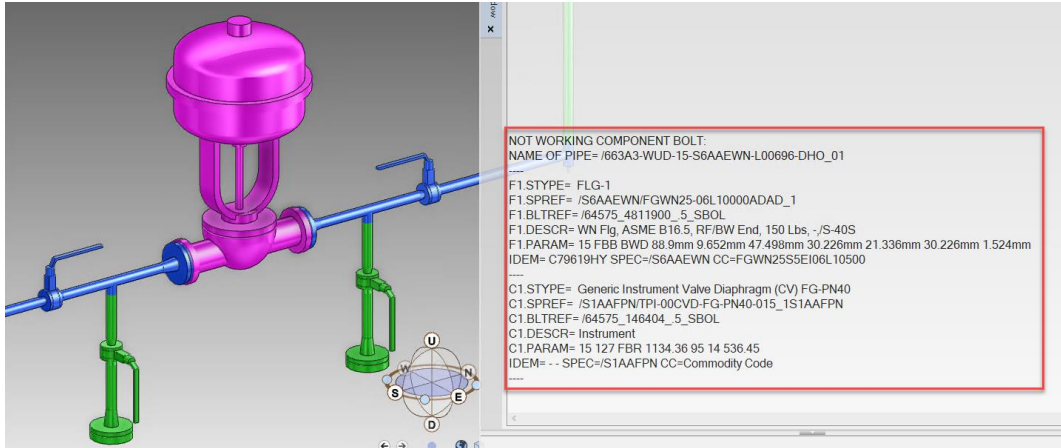 dow
x
NOT WORKING COMPONENT BOLT:
NAME OF PIPE= /663A3-WUD-15-S6AAEWN-L00696-DHO_01
----
F1.STYPE=  FLG-1
F1.SPREF=  /S6AAEWN/FGWN25-06L10000ADAD_1
F1.BLTREF= /64575_4811900_.5_SBOL
F1.DESCR= WN Flg, ASME B16.5, RF/BW End, 150 Lbs, -,/S-40S
F1.PARAM= 15 FBB BWD 88.9mm 9.652mm 47.498mm 30.226mm 21.336mm 30.226mm 1.524mm
IDEM= C79619HY SPEC=/S6AAEWN CC=FGWN25S5EI06L10500
----
C1.STYPE=  Generic Instrument Valve Diaphragm (CV) FG-PN40
C1.SPREF=  /S1AAFPN/TPI-00CVD-FG-PN40-015_1S1AAFPN
C1.BLTREF= /64575_146404_.5_SBOL
C1.DESCR= Instrument
C1.PARAM= 15 127 FBR 1134.36 95 14 536.45
IDEM= - - SPEC=/S1AAFPN CC=Commodity Code
----
U
W N
S E
D